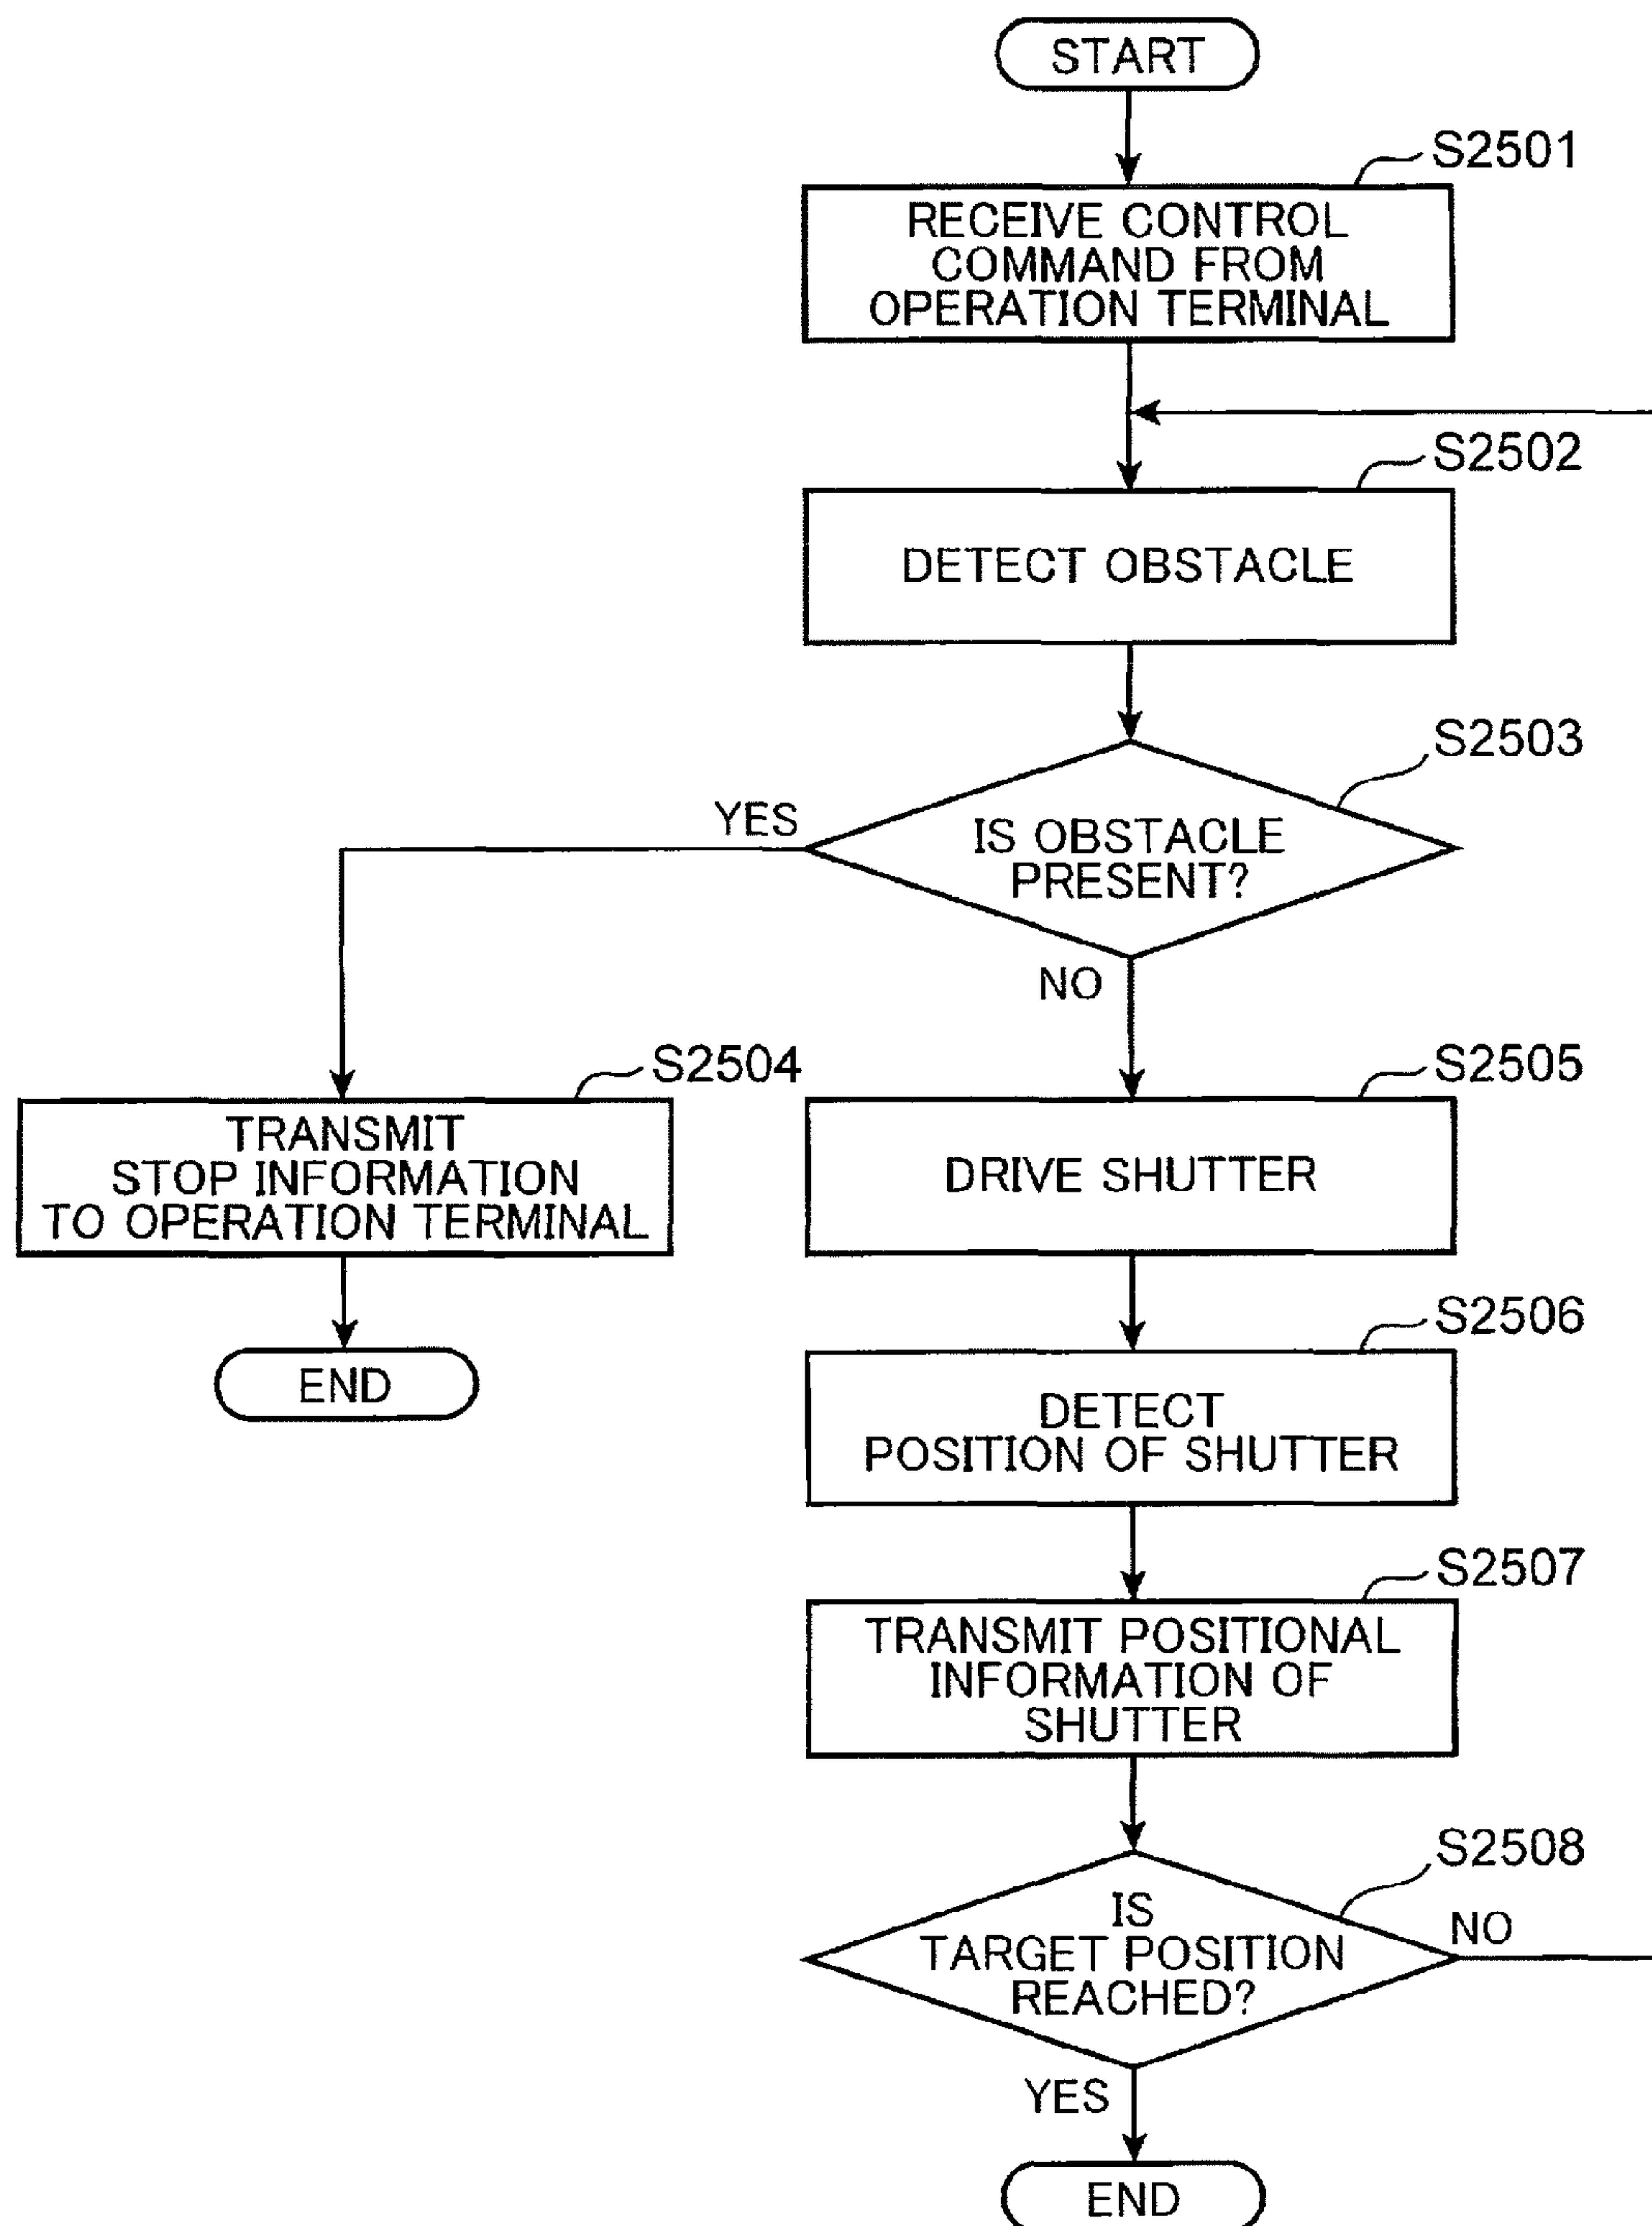 START
S2501
RECEIVE CONTROL
COMMAND FROM
OPERATION TERMINAL
S2502
DETECT OBSTACLE
S2503
YES
IS OBSTACLE
PRESENT?
NO
S2504
TRANSMIT
STOP INFORMATION
TO OPERATION TERMINAL
END
S2505
DRIVE SHUTTER
S2506
DETECT
POSITION OF SHUTTER
S2507
TRANSMIT POSITIONAL
INFORMATION OF
SHUTTER
S2508
IS
TARGET POSITION
REACHED?
NO
YES
END